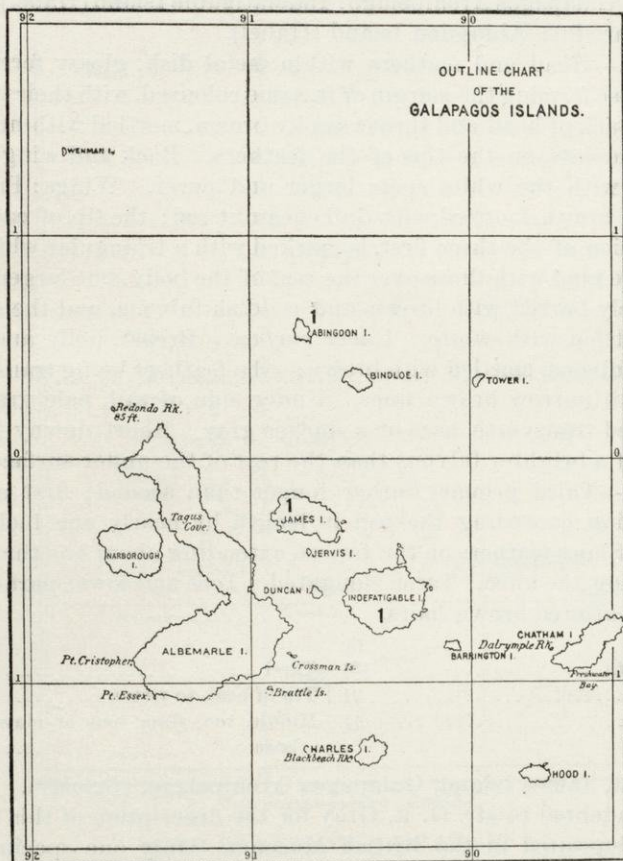 92 91 90
OUTLINE CHART
OF THE
GALAPAGOS ISLANDS.
WENMAN I.
1 1
1
ABINGDON I.
BINDLOE I.
TOWER I.
Redondo Rk.
85 ft.
0 0
Tagus
Cove.
1
JAMES I.
JERVIS I.
NARBOROUGH
I.
DUNCAN I.
INDEFATIGABLE I.
1
CHATHAM I
Dalrymple Rk.
BARRINGTON I.
ALBEMARLE I.
Pt. Cristopher.
Crossman Is.
Freshwater
Bay.
1 1
Pt. Essex.
Brattle Is.
CHARLES I.
Blackbeach Rk.
HOOD I.
92 91 90